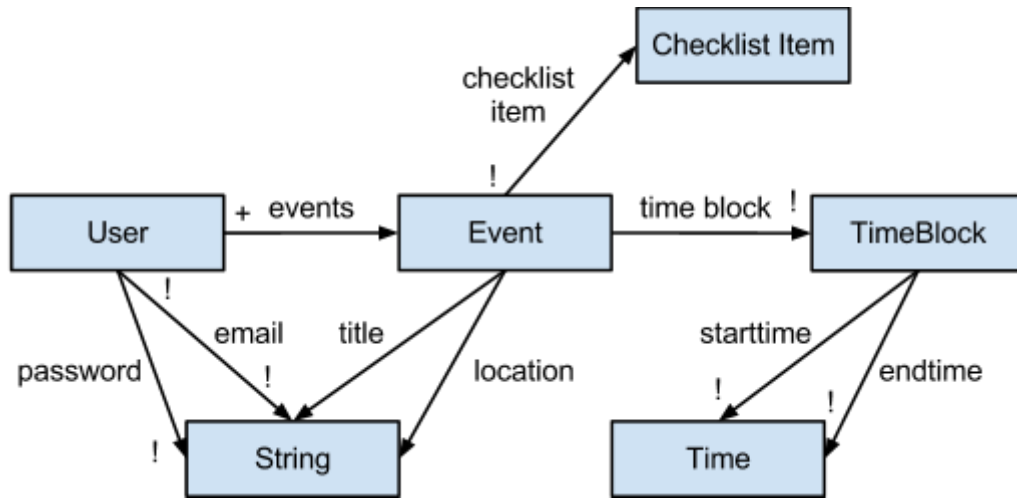 Checklist Item
checklist
item
!
User
+ events
Event
time block !
TimeBlock
!
email
title
starttime
password
!
location
!
endtime
!
!
String
Time